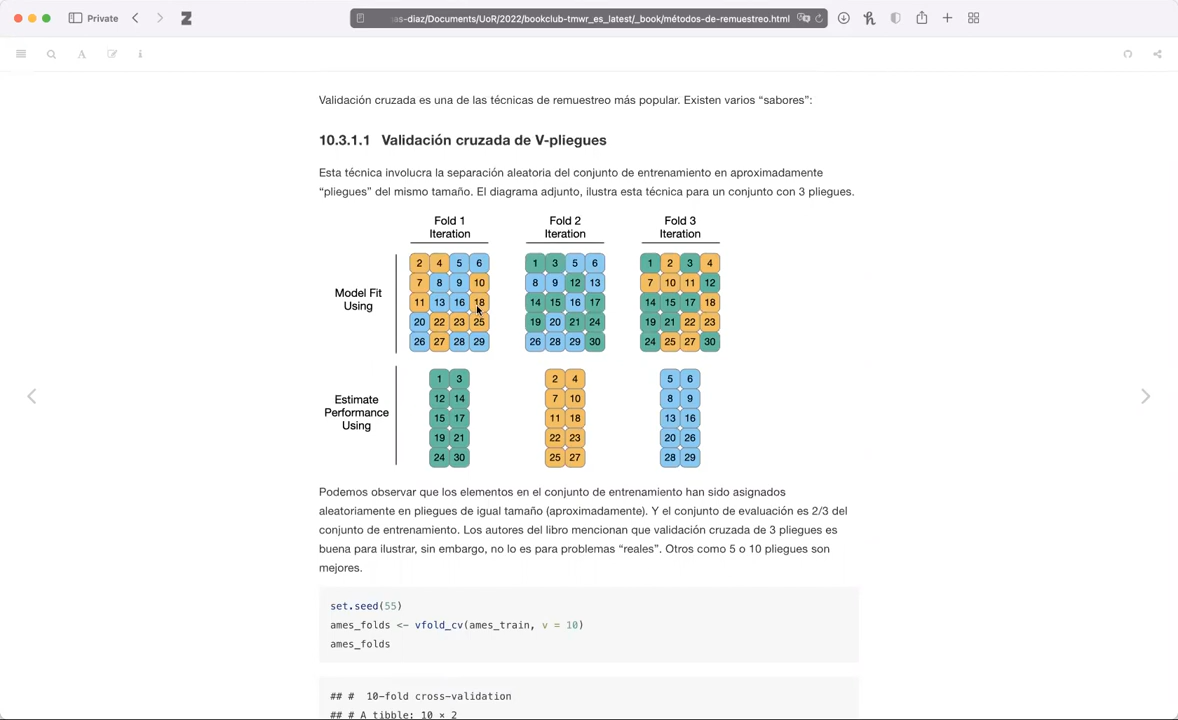 Private
as-diaz/Documents/UoR/2022/bookclub-tmwr_es_latest/_book/métodos-de-remuestreo.html
Validación cruzada es una de las técnicas de remuestreo más popular. Existen varios “sabores”:
10.3.1.1 Validación cruzada de V-pliegues
Esta técnica involucra la separación aleatoria del conjunto de entrenamiento en aproximadamente
“pliegues” del mismo tamaño. El diagrama adjunto, ilustra esta técnica para un conjunto con 3 pliegues.
Fold 1 Fold 2 Fold 3
Iteration Iteration Iteration
2 4 5 6 1 3 5 6 1 2 3 4
7 8 9 10 8 9 12 13 7 10 11 12
Model Fit
Using
11 13 16 18 14 15 16 17 14 15 17 18
20 22 23 25 19 20 21 24 19 21 22 23
26 27 28 29 26 28 29 30 24 25 27 30
1 3 2 4 5 6
12 14 7 10 8 9
Estimate
Performance
Using
15 17 11 18 13 16
19 21 22 23 20 26
24 30 25 27 28 29
Podemos observar que los elementos en el conjunto de entrenamiento han sido asignados
aleatoriamente en pliegues de igual tamaño (aproximadamente). Y el conjunto de evaluación es 2/3 del
conjunto de entrenamiento. Los autores del libro mencionan que validación cruzada de 3 pliegues es
buena para ilustrar, sin embargo, no lo es para problemas “reales”. Otros como 5 o 10 pliegues son
mejores.
set.seed(55)
ames_folds <- vfold_cv(ames_train, v = 10)
ames_folds
## #  10-fold cross-validation
## # A tibble: 10 × 2